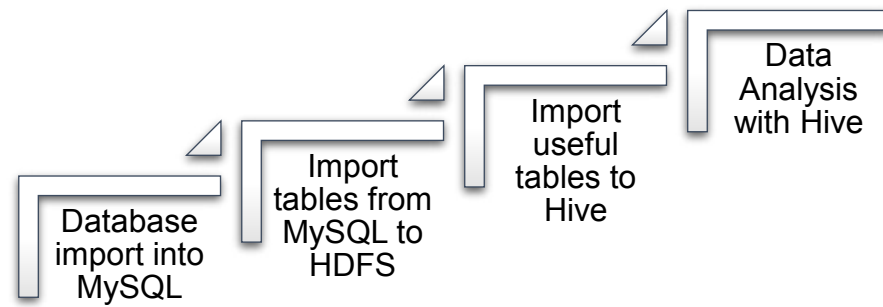 Database
import into
MySQL
Import
tables from
MySQL to
HDFS
Import
useful
tables to
Hive
Data
Analysis
with Hive